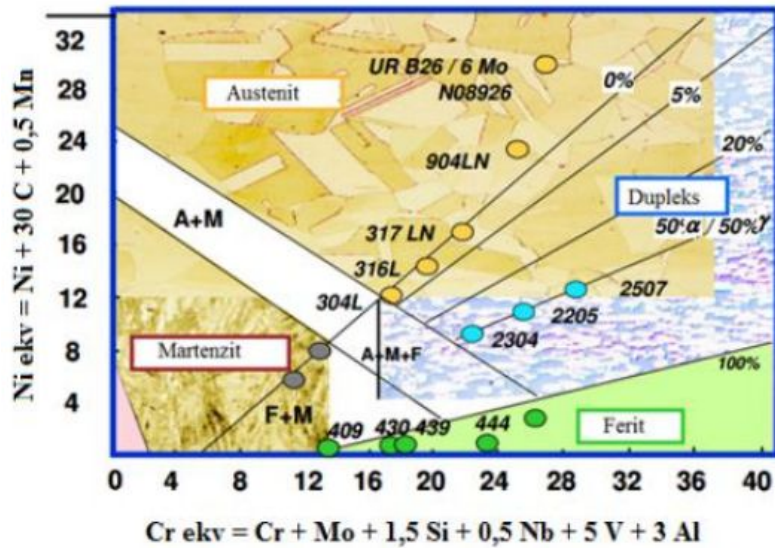 32
28
24
20
16
12
8
4
Ni ekv = Ni + 30 C + 0,5 Mn
UR B26 / 6 Mo
N08926
Austenit
0%
5%
904LN
20%
Dupleks
A+M
317 LN
50%α / 50%γ
316L
304L
2507
2205
2304
Martenzit
A+M+F
100%
F+M
409 430 439 444
Ferit
0 4 8 12 16 20 24 28 32 36 40
Cr ekv = Cr + Mo + 1,5 Si + 0,5 Nb + 5 V + 3 Al